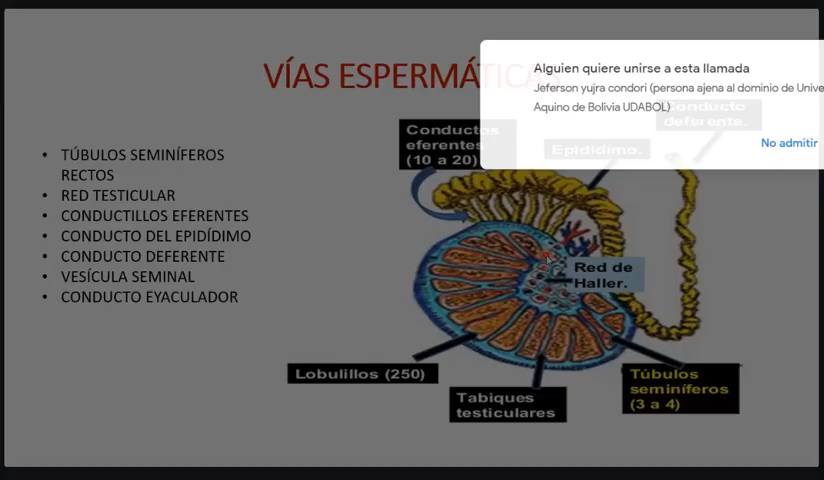 VÍAS ESPERMÁTICAS
Alguien quiere unirse a esta llamada
Jeferson yujra condori (persona ajena al dominio de Unive
Aquino de Bolivia UDABOL)
No admitir
• TÚBULOS SEMINÍFEROS
RECTOS
• RED TESTICULAR
• CONDUCTILLOS EFERENTES
• CONDUCTO DEL EPIDÍDIMO
• CONDUCTO DEFERENTE
• VESÍCULA SEMINAL
• CONDUCTO EYACULADOR
Conductos
eferentes
(10 a 20)
Epidídimo.
Conducto
deferente.
Red de
Haller.
Lobulillos (250)
Tabiques
testiculares
Túbulos
seminíferos
(3 a 4)